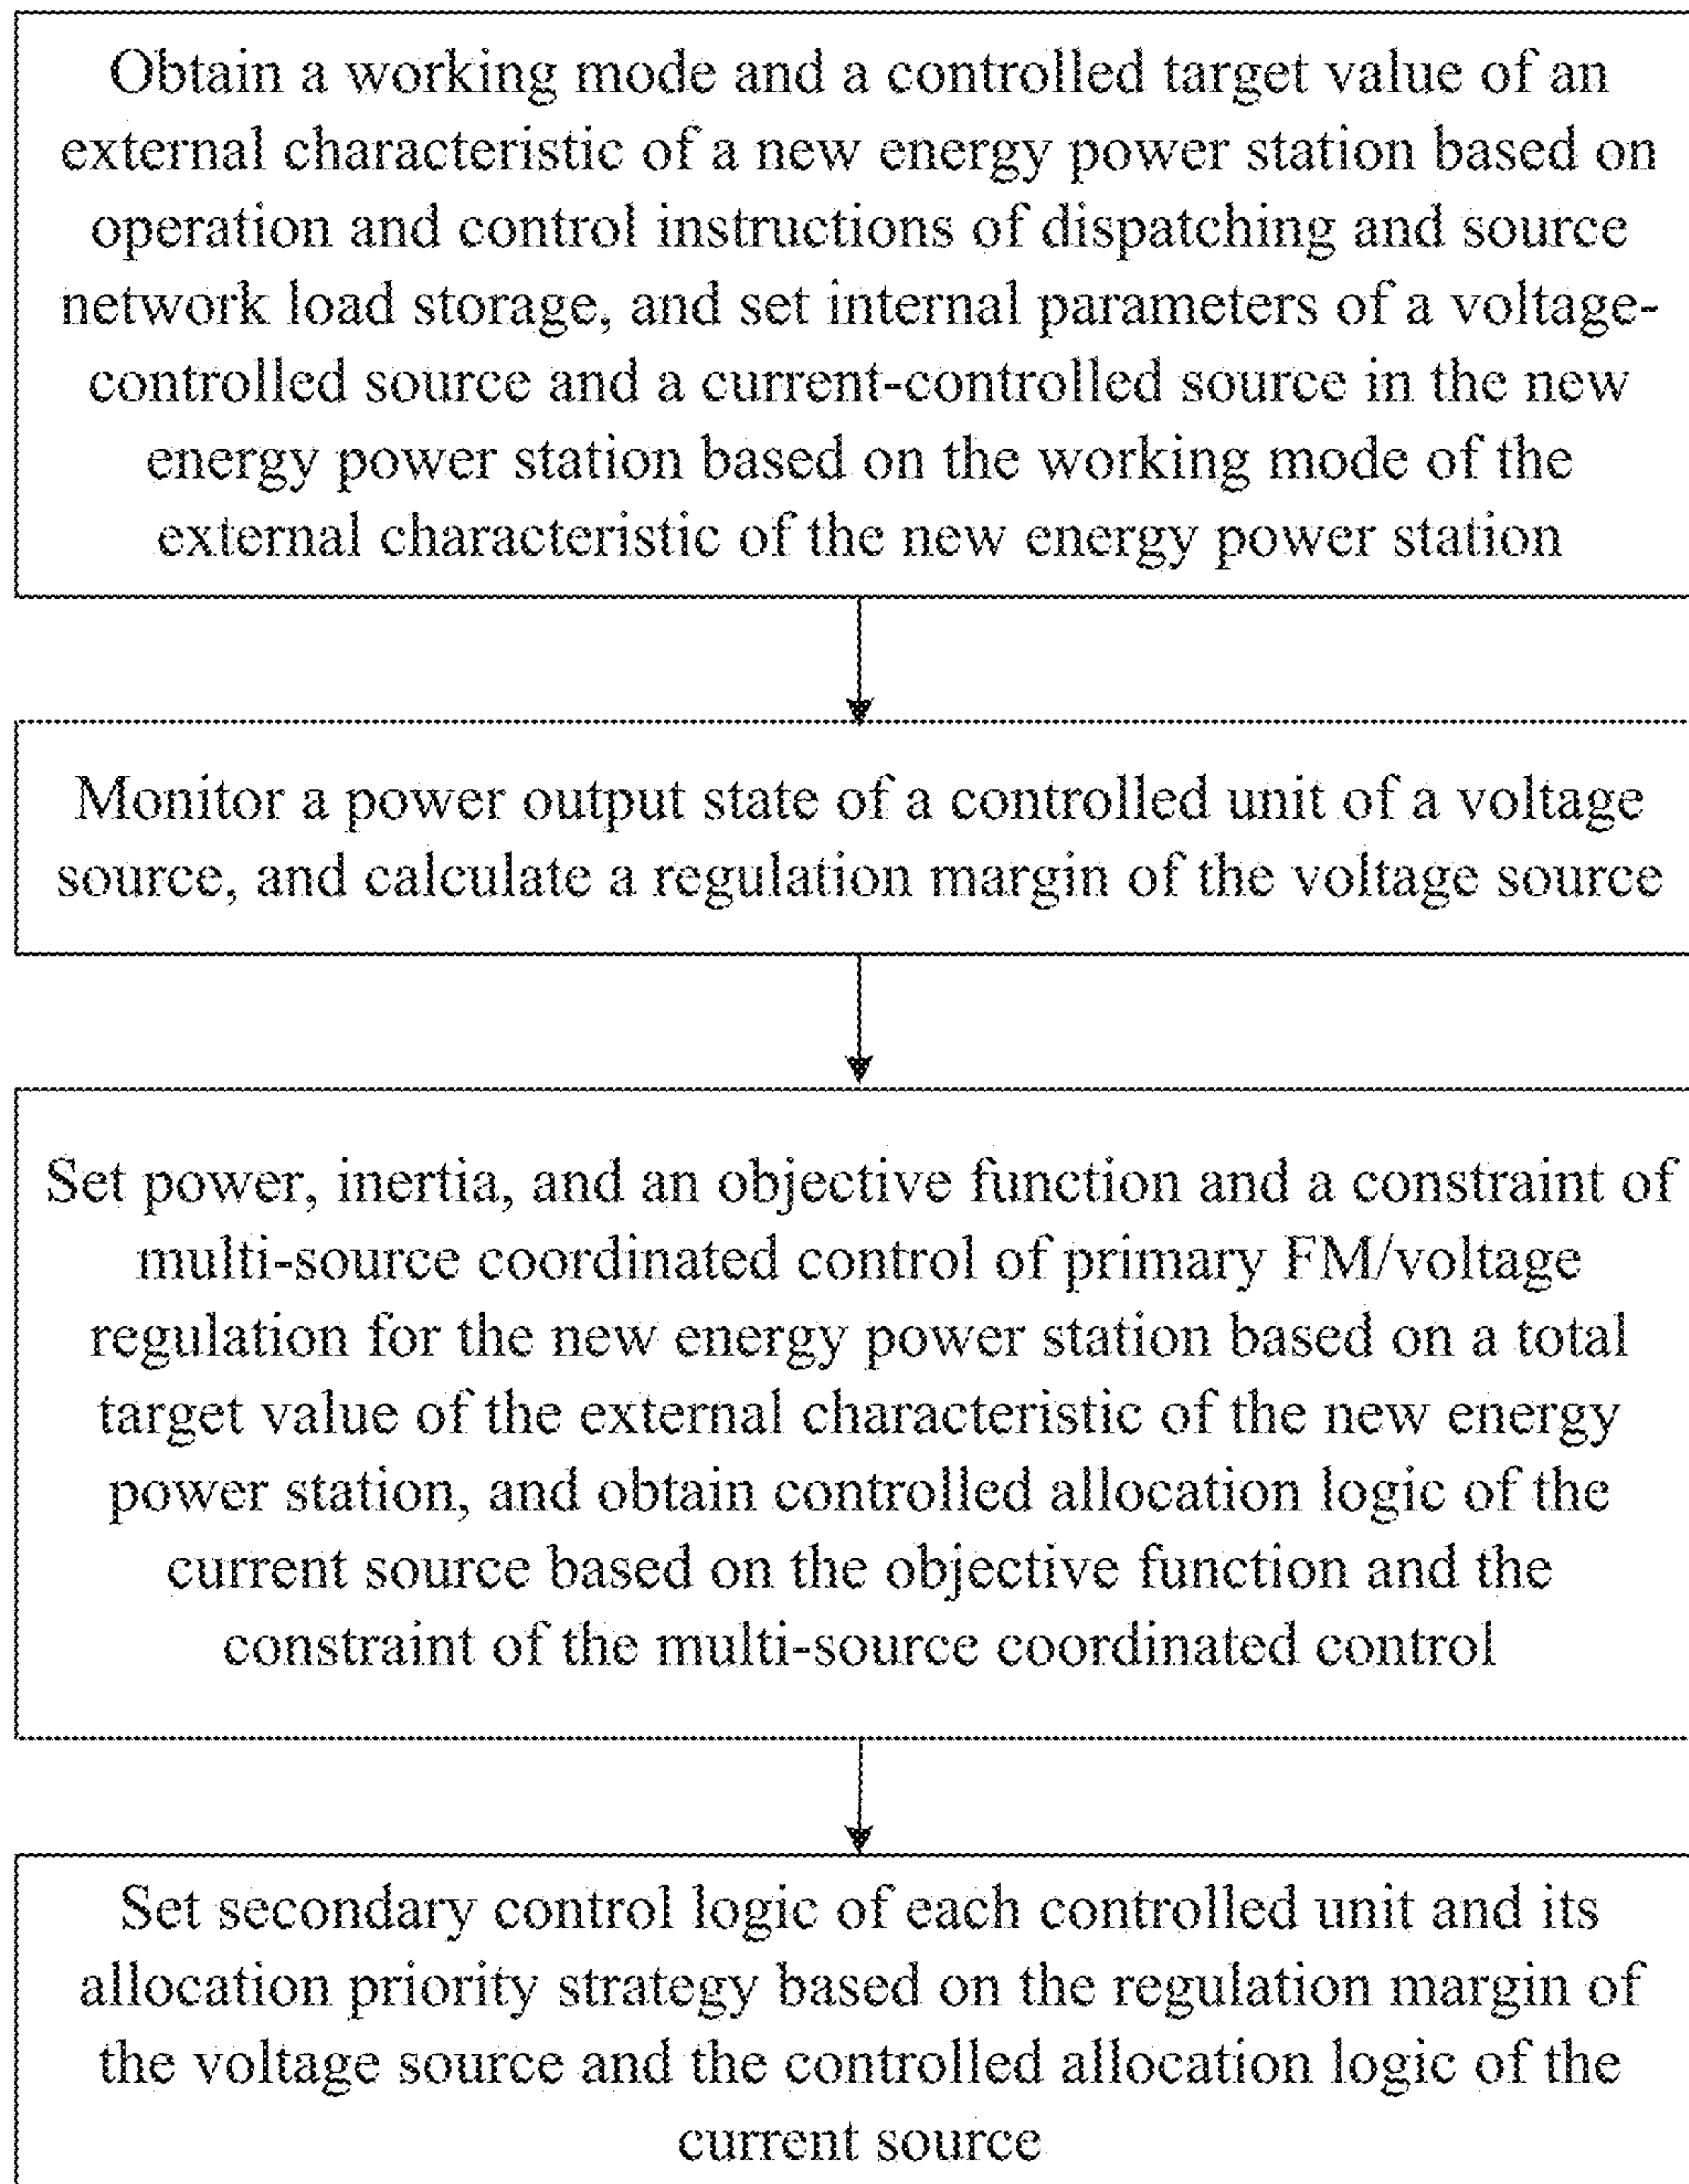 Obtain a working mode and a controlled target value of an
external characteristic of a new energy power station based on
operation and control instructions of dispatching and source
network load storage, and set internal parameters of a voltage-
controlled source and a current-controlled source in the new
energy power station based on the working mode of the
external characteristic of the new energy power station
Monitor a power output state of a controlled unit of a voltage
source, and calculate a regulation margin of the voltage source
Set power, inertia, and an objective function and a constraint of
multi-source coordinated control of primary FM/voltage
regulation for the new energy power station based on a total
target value of the external characteristic of the new energy
power station, and obtain controlled allocation logic of the
current source based on the objective function and the
constraint of the multi-source coordinated control
Set secondary control logic of each controlled unit and its
allocation priority strategy based on the regulation margin of
the voltage source and the controlled allocation logic of the
current source